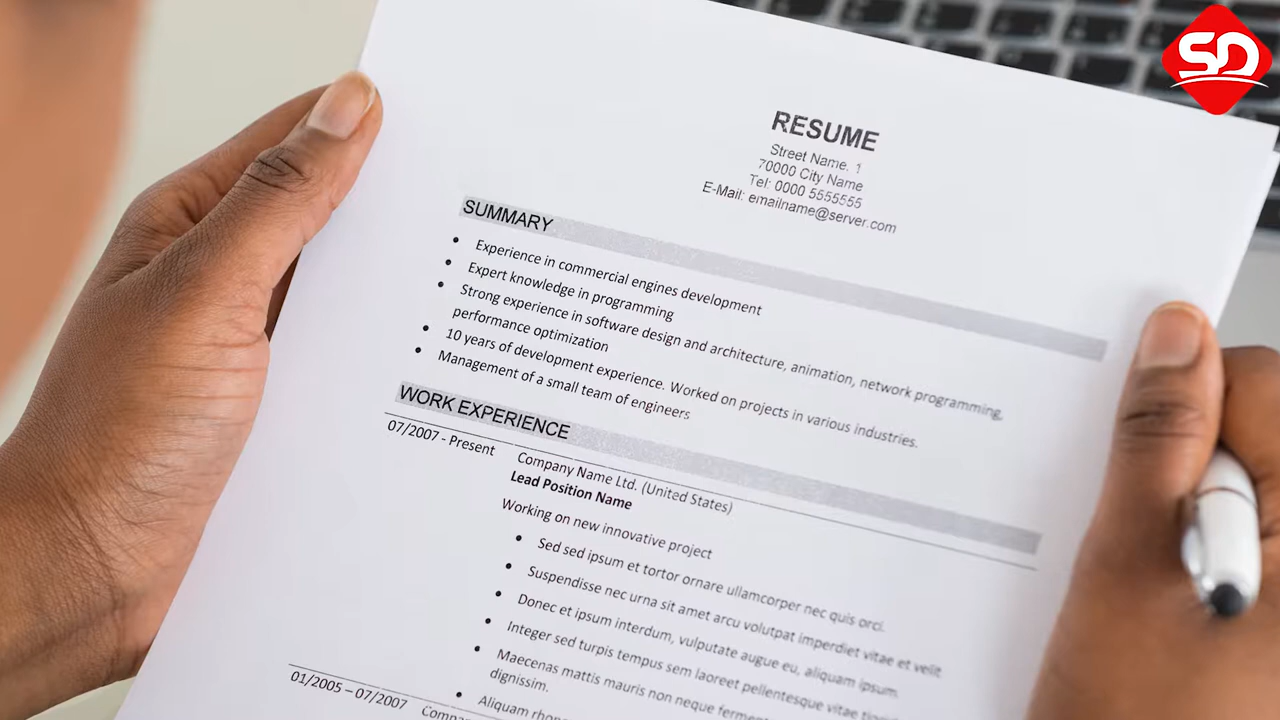 SD
RESUME
Street Name. 1
70000 City Name
Tel: 0000 5555555
E-Mail: emailname@server.com
SUMMARY
• Experience in commercial engines development
• Expert knowledge in programming
• Strong experience in software design and architecture, animation, network programming,
performance optimization
• 10 years of development experience. Worked on projects in various industries.
• Management of a small team of engineers
WORK EXPERIENCE
07/2007 - Present
Company Name Ltd. (United States)
Lead Position Name
Working on new innovative project
• Sed sed ipsum et tortor ornare ullamcorper nec quis orci.
• Suspendisse nec urna sit amet arcu volutpat imperdiet vitae et velit
• Donec et ipsum interdum, vulputate augue eu, aliquam ipsum.
• Integer sed turpis tempus sem laoreet pellentesque vitae
• Maecenas mattis mauris non neque
dignissim.
01/2005 – 07/2007
• Aliquam